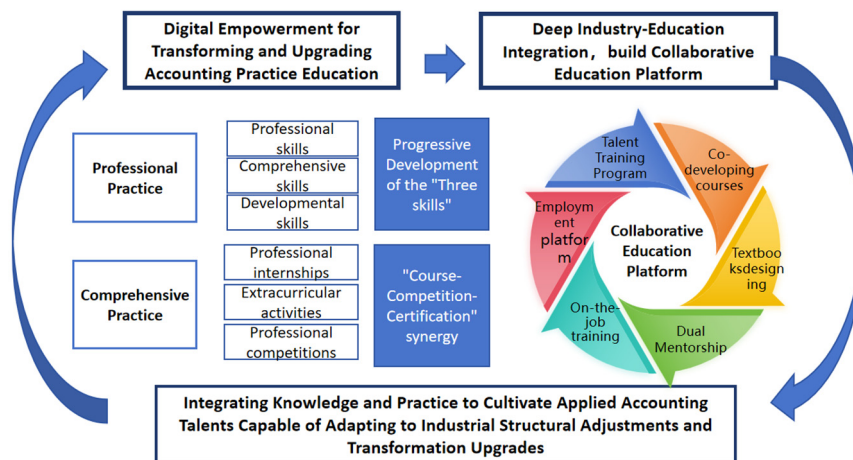 Digital Empowerment for
Transforming and Upgrading
Accounting Practice Education
Deep Industry-Education
Integration, build Collaborative
Education Platform
Professional
Practice
Professional
skills
Comprehensive skills
Developmental
skills
Progressive
Development
of the "Three
skills"
Comprehensive
Practice
Professional
internships
Extracurricular
activities
Professional
competitions
"Course-
Competition-
Certification"
synergy
Talent
Training
Program
Co-
developing
courses
Textboo
ksdesign
ing
Dual
Mentorship
On-the-
job
training
Employm
ent
platfor
m
Collaborative
Education
Platform
Integrating Knowledge and Practice to Cultivate Applied Accounting
Talents Capable of Adapting to Industrial Structural Adjustments and
Transformation Upgrades